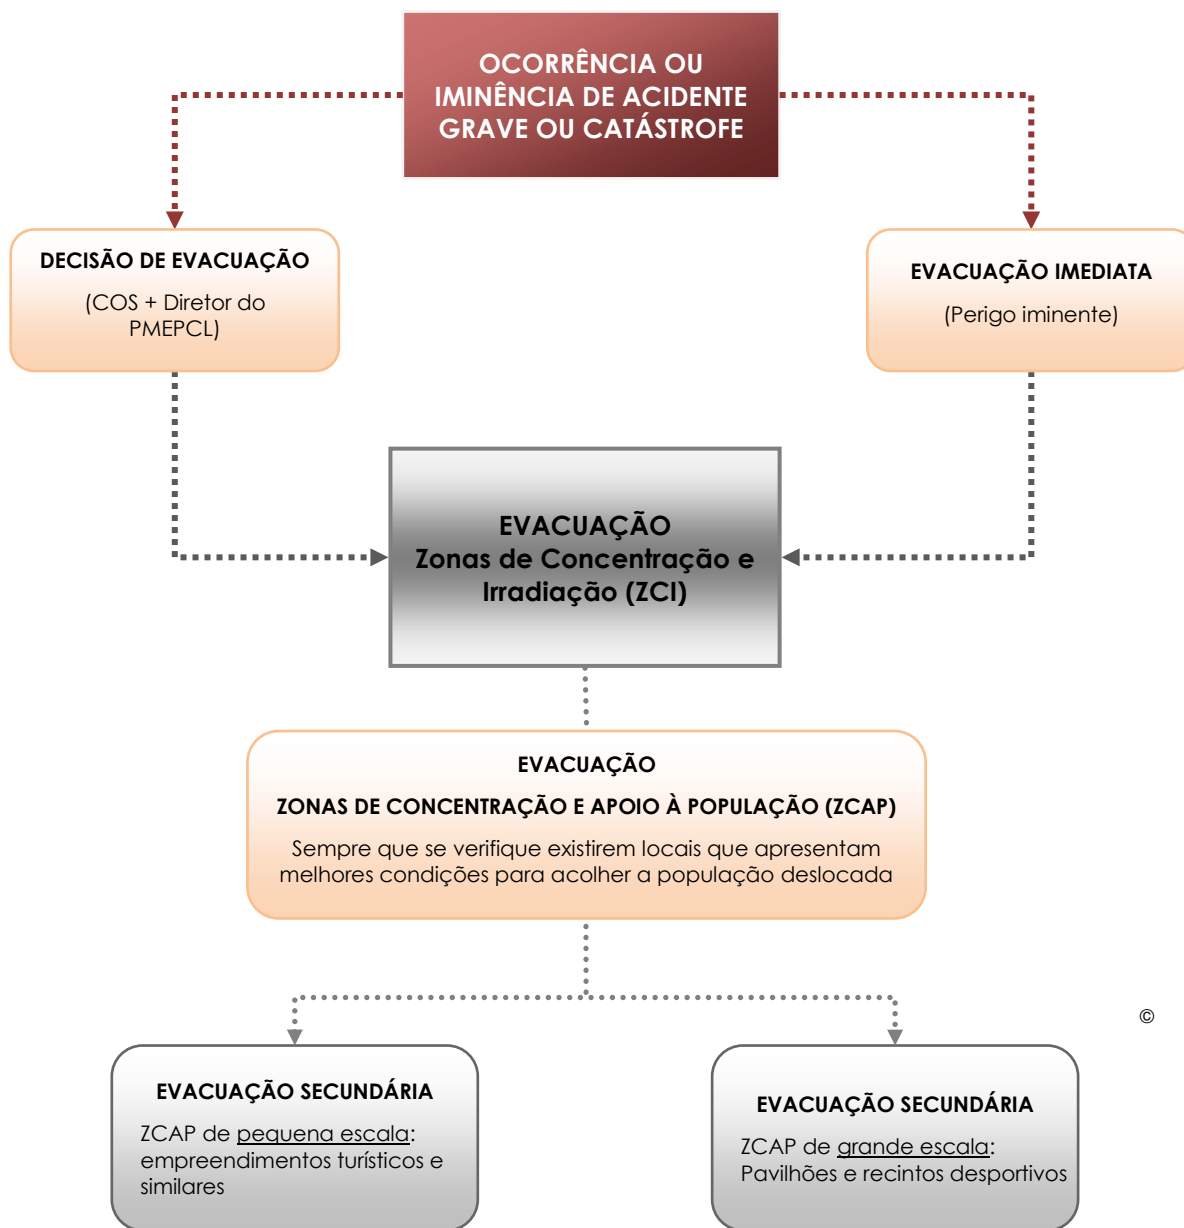 OCORRÊNCIA OU
IMINÊNCIA DE ACIDENTE
GRAVE OU CATÁSTROFE
DECISÃO DE EVACUAÇÃO
(COS + Diretor do
PMEPCL)
EVACUAÇÃO IMEDIATA
(Perigo iminente)
EVACUAÇÃO
Zonas de Concentração e
Irradiação (ZCI)
EVACUAÇÃO
ZONAS DE CONCENTRAÇÃO E APOIO À POPULAÇÃO (ZCAP)
Sempre que se verifique existirem locais que apresentam
melhores condições para acolher a população deslocada
©
EVACUAÇÃO SECUNDÁRIA
ZCAP de pequena escala:
empreendimentos turísticos e
similares
EVACUAÇÃO SECUNDÁRIA
ZCAP de grande escala:
Pavilhões e recintos desportivos